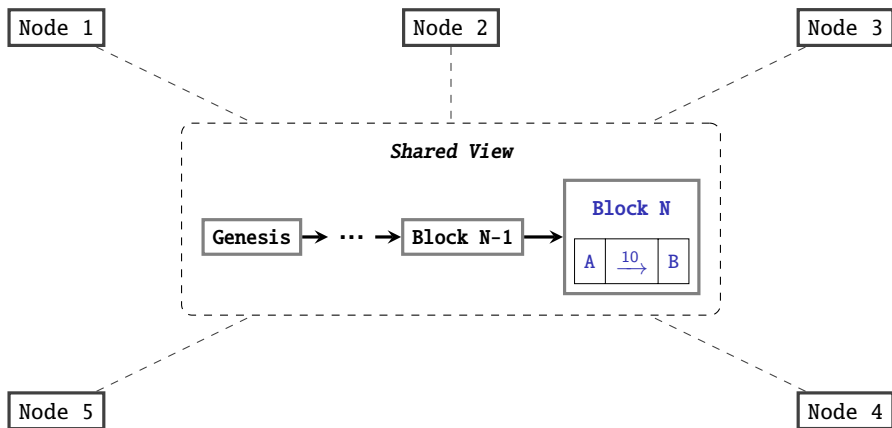 Node 1
Node 2
Node 3
Shared View
Genesis
...
Block N-1
Block N
A
10
B
Node 5
Node 4